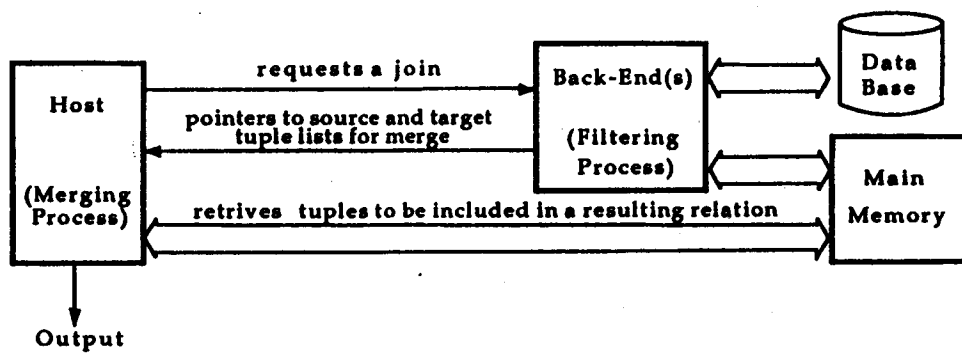 Host
(Merging
Process)
requests a join
pointers to source and target
tuple lists for merge
Back-End(s)
(Filtering
Process)
Data
Base
Main
Memory
retrives tuples to be included in a resulting relation
Output